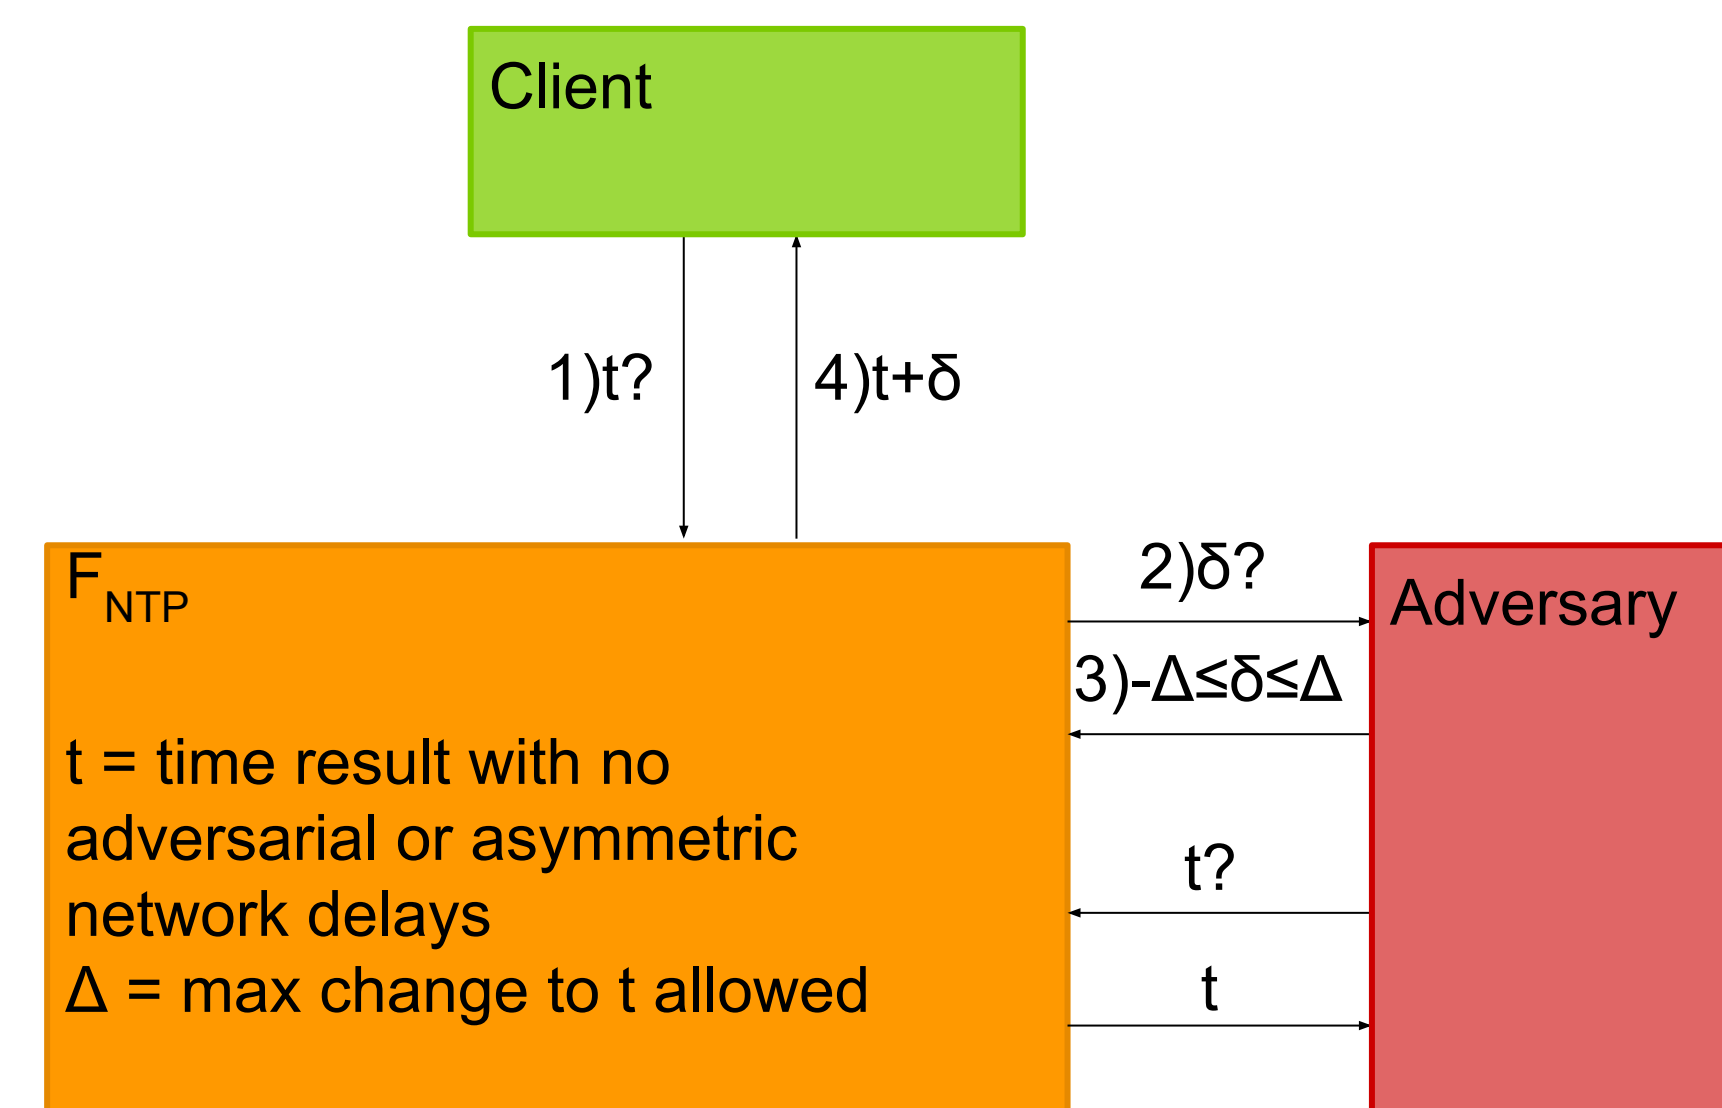 Client
1)t?
4)t+δ
F_NTP
2)δ?
Adversary
3)-Δ≤δ≤Δ
t = time result with no
adversarial or asymmetric
network delays
Δ = max change to t allowed
t?
t